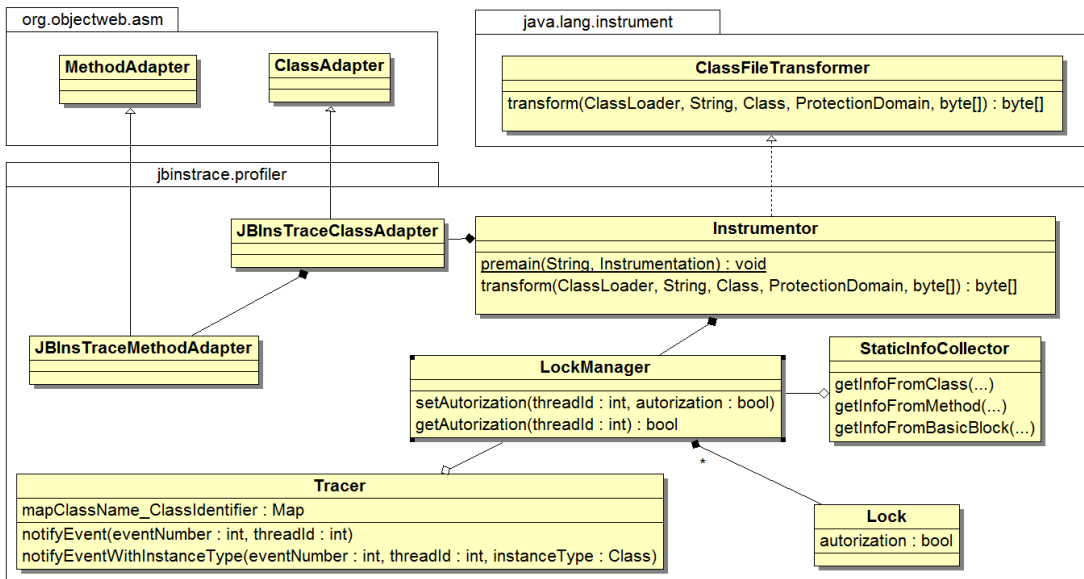 org.objectweb.asm
MethodAdapter
ClassAdapter
java.lang.instrument
ClassFileTransformer
transform(ClassLoader, String, Class, ProtectionDomain, byte[]) : byte[]
jbinstrace.profiler
JBInsTraceClassAdapter
Instrumentor
premain(String, Instrumentation) : void
transform(ClassLoader, String, Class, ProtectionDomain, byte[]) : byte[]
JBInsTraceMethodAdapter
LockManager
setAutorization(threadId : int, autorization : bool)
getAutorization(threadId : int) : bool
StaticInfoCollector
getInfoFromClass(...)
getInfoFromMethod(...)
getInfoFromBasicBlock(...)
*
Tracer
mapClassName_ClassIdentifier : Map
notifyEvent(eventNumber : int, threadId : int)
notifyEventWithInstanceType(eventNumber : int, threadId : int, instanceType : Class)
Lock
autorization : bool